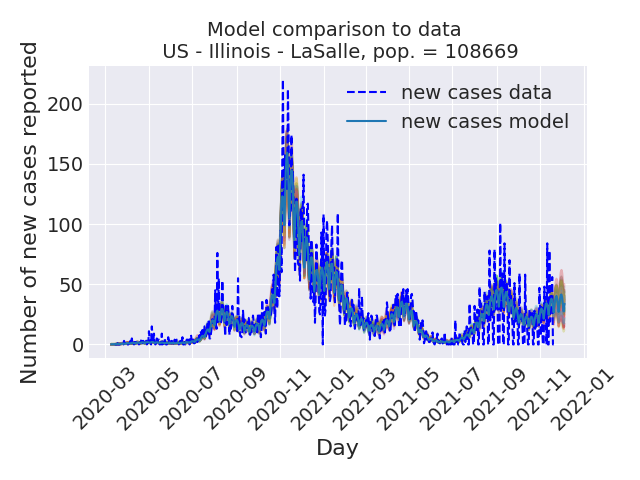 Model comparison to data
US - Illinois - LaSalle, pop. = 108669
Number of new cases reported
200
150
100
50
0
new cases data
new cases model
2020-03
2020-05
2020-07
2020-09
2020-11
2021-01
2021-03
2021-05
2021-07
2021-09
2021-11
2022-01
Day